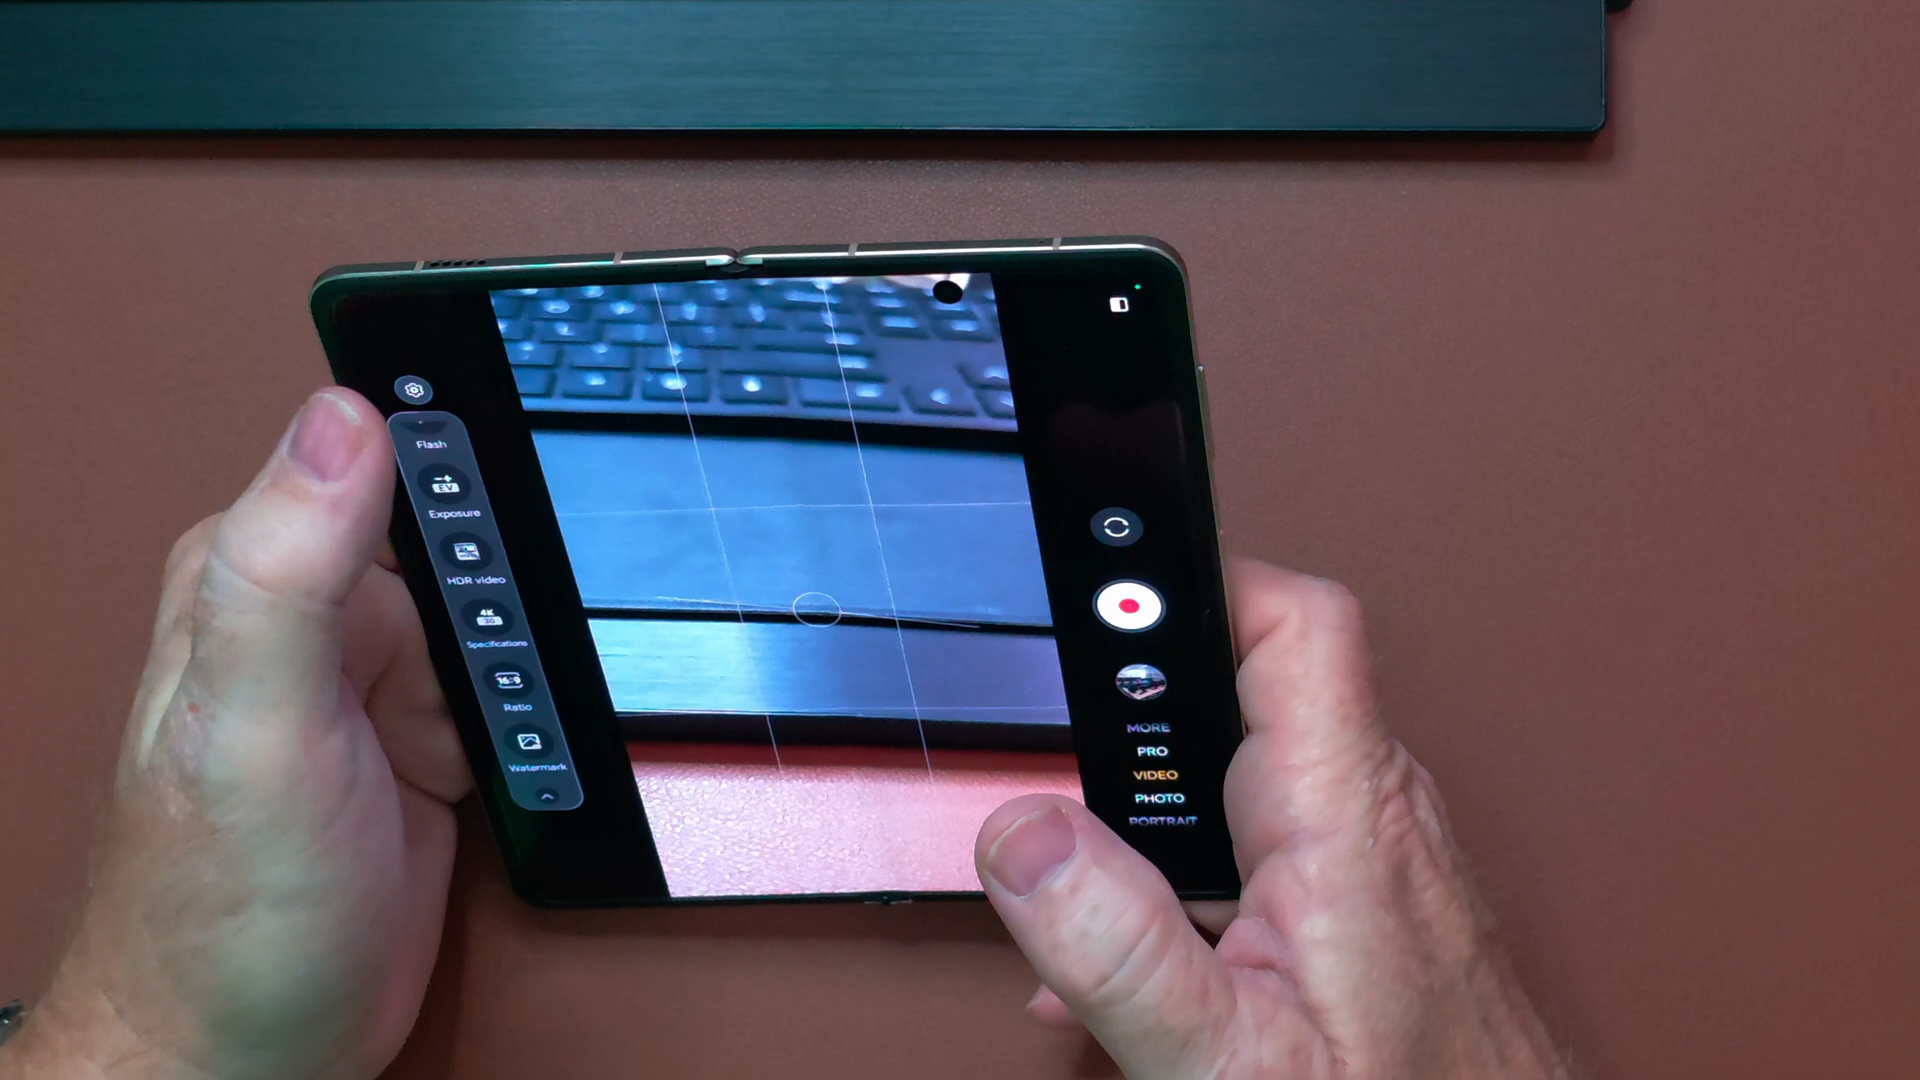 Flash
EV
Exposure
HDR video
4K
30
Specifications
16:9
Ratio
Watermark
MORE
PRO
VIDEO
PHOTO
PORTRAIT